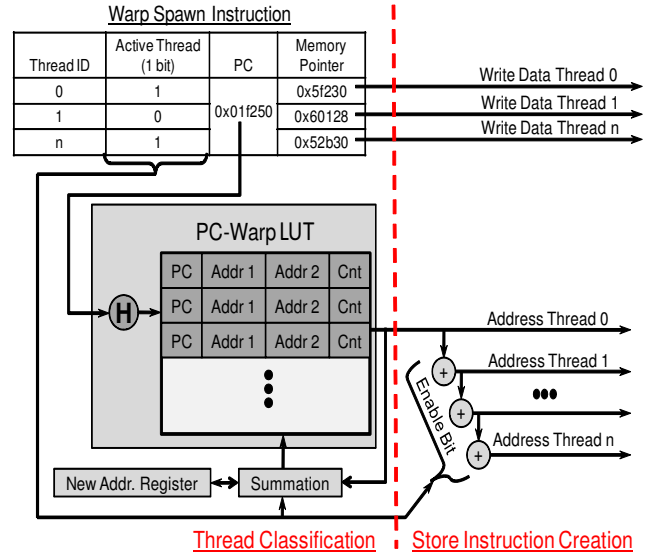 Warp Spawn Instruction
Thread ID
Active Thread
(1 bit)
PC
Memory
Pointer
0
1
0x01f250
0x5f230
1
0
0x60128
n
1
0x52b30
Write Data Thread 0
Write Data Thread 1
Write Data Thread n
PC-Warp LUT
PC Addr 1 Addr 2 Cnt
PC Addr 1 Addr 2 Cnt
PC Addr 1 Addr 2 Cnt
H
Address Thread 0
Address Thread 1
Address Thread n
+
+
+
Enable Bit
New Addr. Register
Summation
Thread Classification
Store Instruction Creation